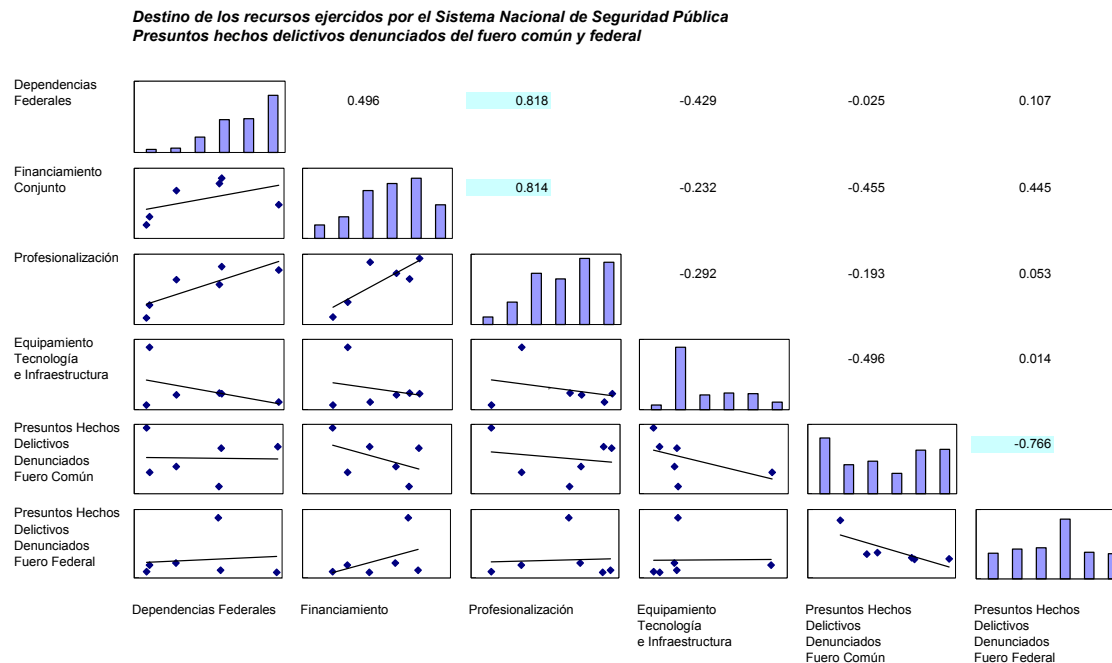 Destino de los recursos ejercidos por el Sistema Nacional de Seguridad Pública
Presuntos hechos delictivos denunciados del fuero común y federal
Dependencias
Federales
0.496
0.818
-0.429
-0.025
0.107
Financiamiento
Conjunto
0.814
-0.232
-0.455
0.445
Profesionalización
-0.292
-0.193
0.053
Equipamiento
Tecnología
e Infraestructura
-0.496
0.014
Presuntos Hechos
Delictivos
Denunciados
Fuero Común
-0.766
Presuntos Hechos
Delictivos
Denunciados
Fuero Federal
Dependencias Federales
Financiamiento
Profesionalización
Equipamiento
Tecnología
e Infraestructura
Presuntos Hechos
Delictivos
Denunciados
Fuero Común
Presuntos Hechos
Delictivos
Denunciados
Fuero Federal